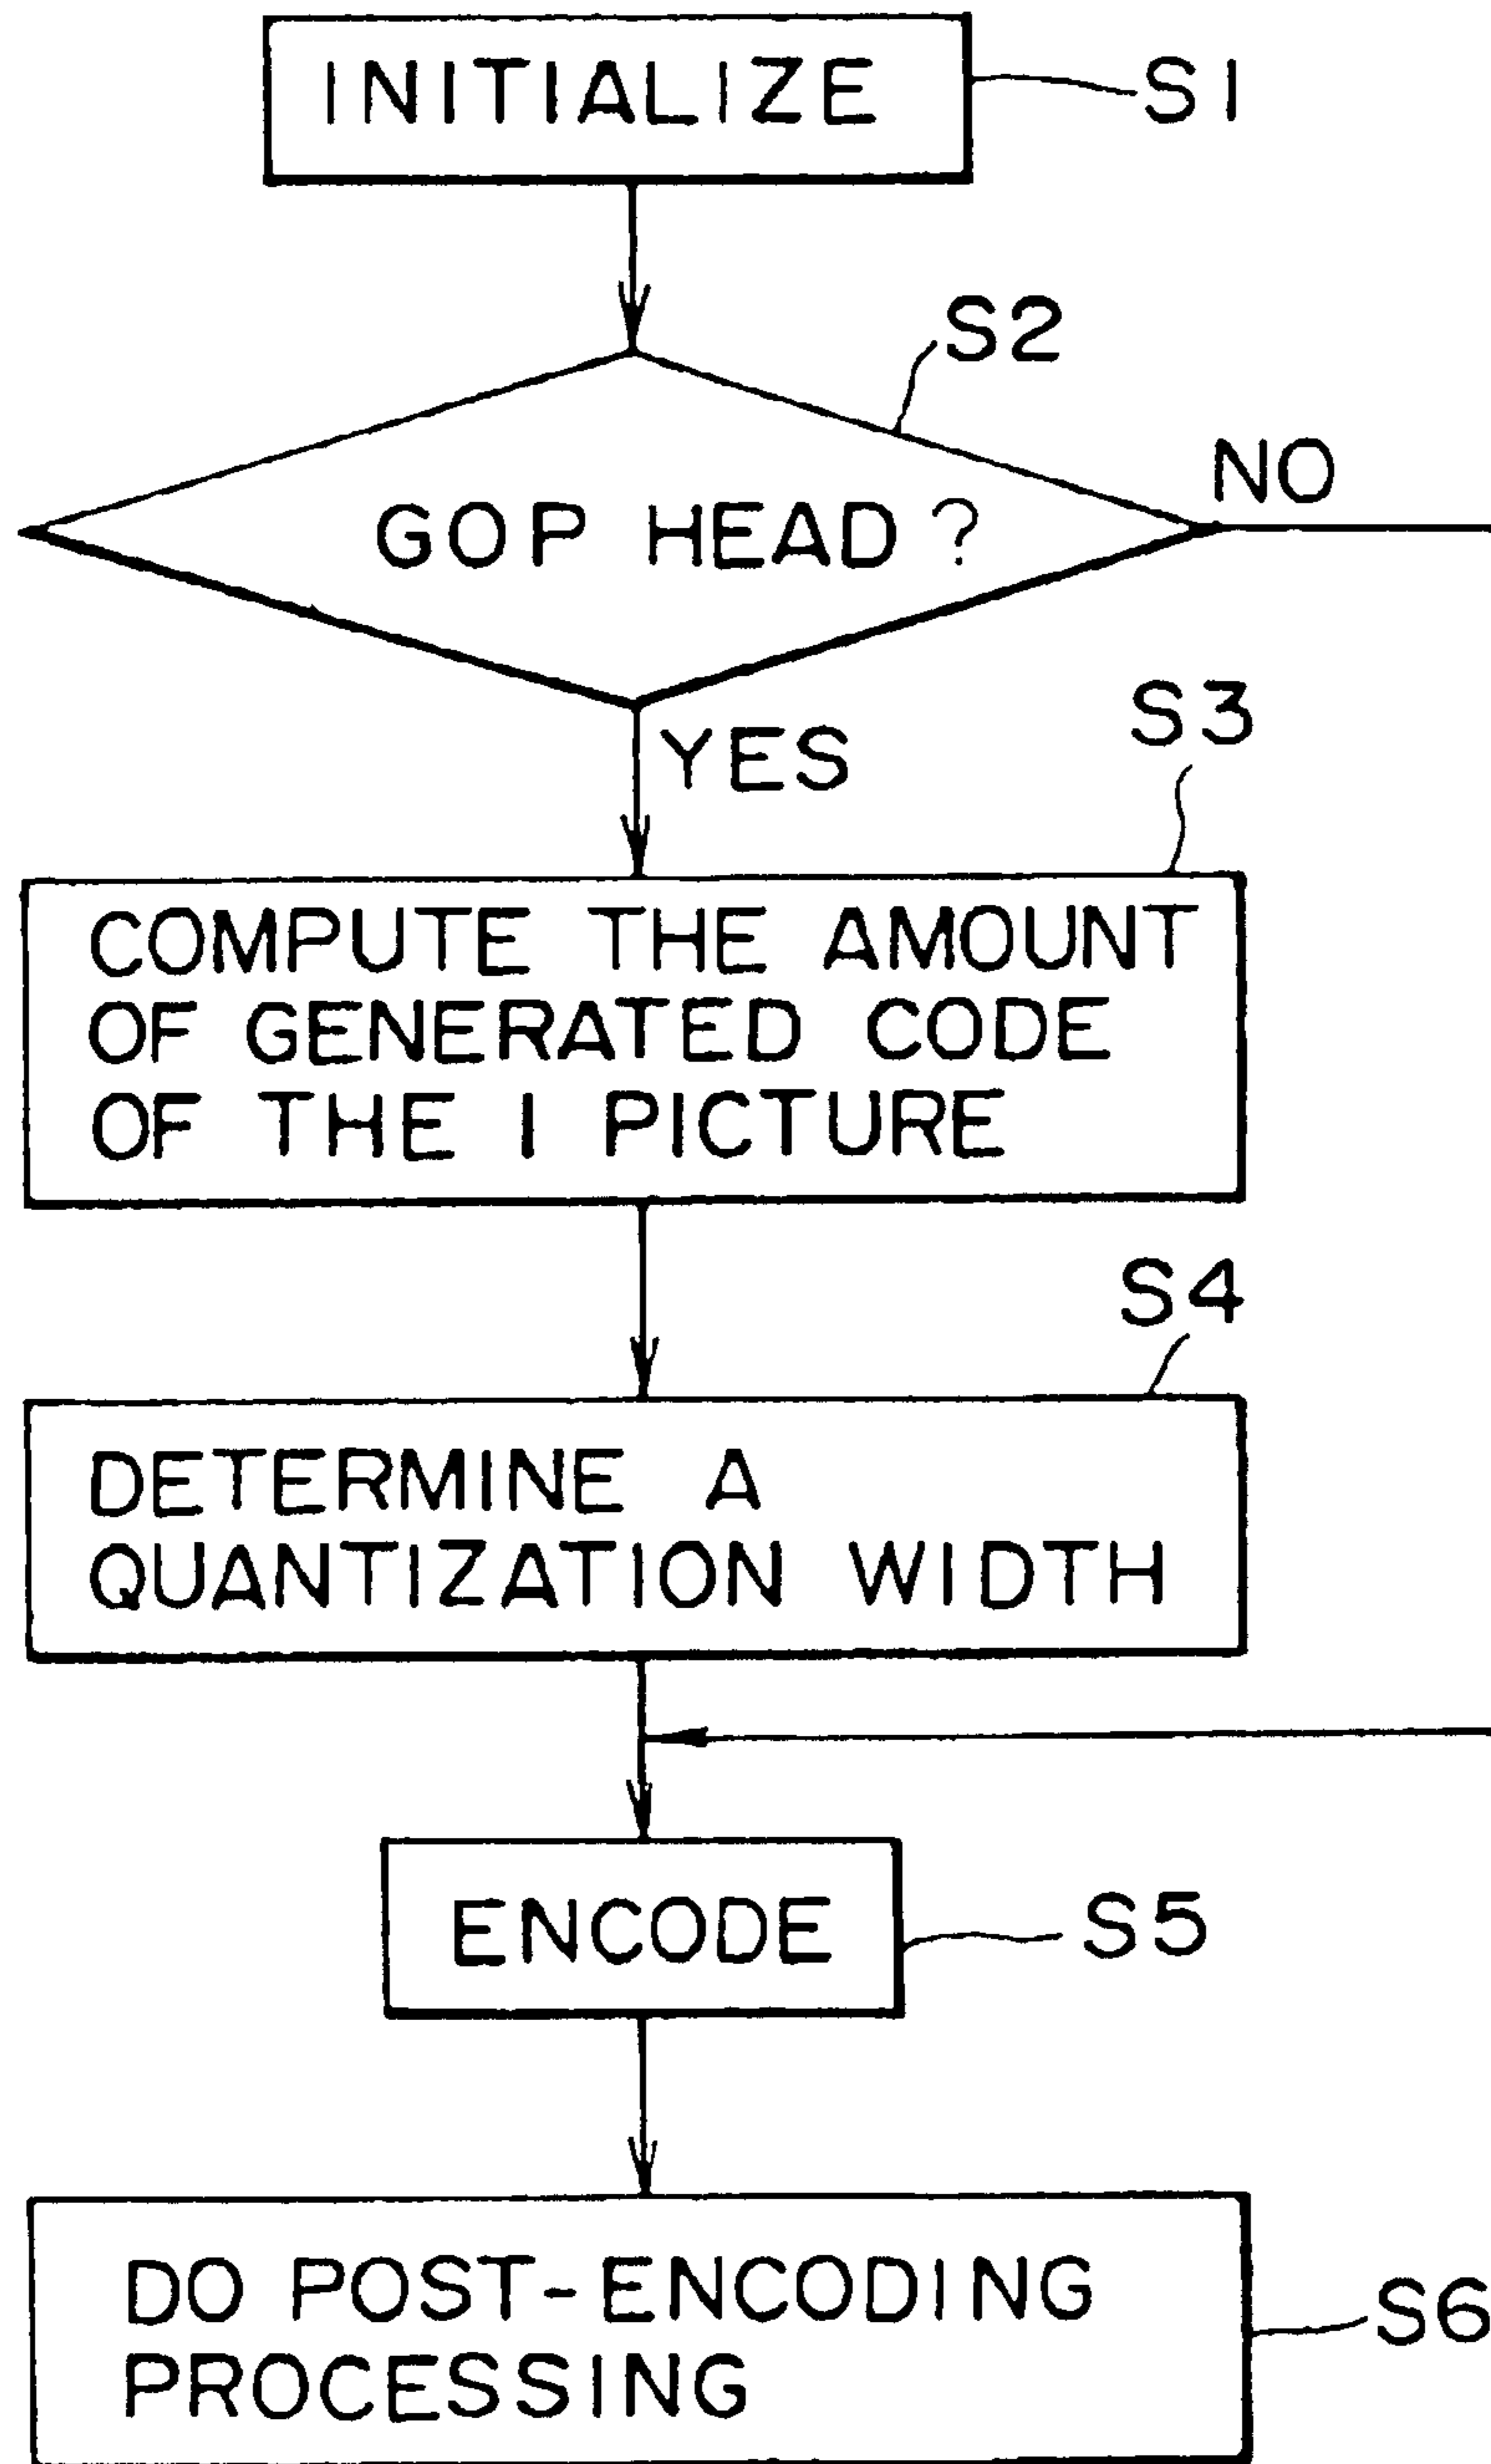 INITIALIZE
S1
S2
GOP HEAD?
NO
YES
S3
COMPUTE THE AMOUNT
OF GENERATED CODE
OF THE I PICTURE
S4
DETERMINE A
QUANTIZATION WIDTH
ENCODE
S5
DO POST-ENCODING
PROCESSING
S6